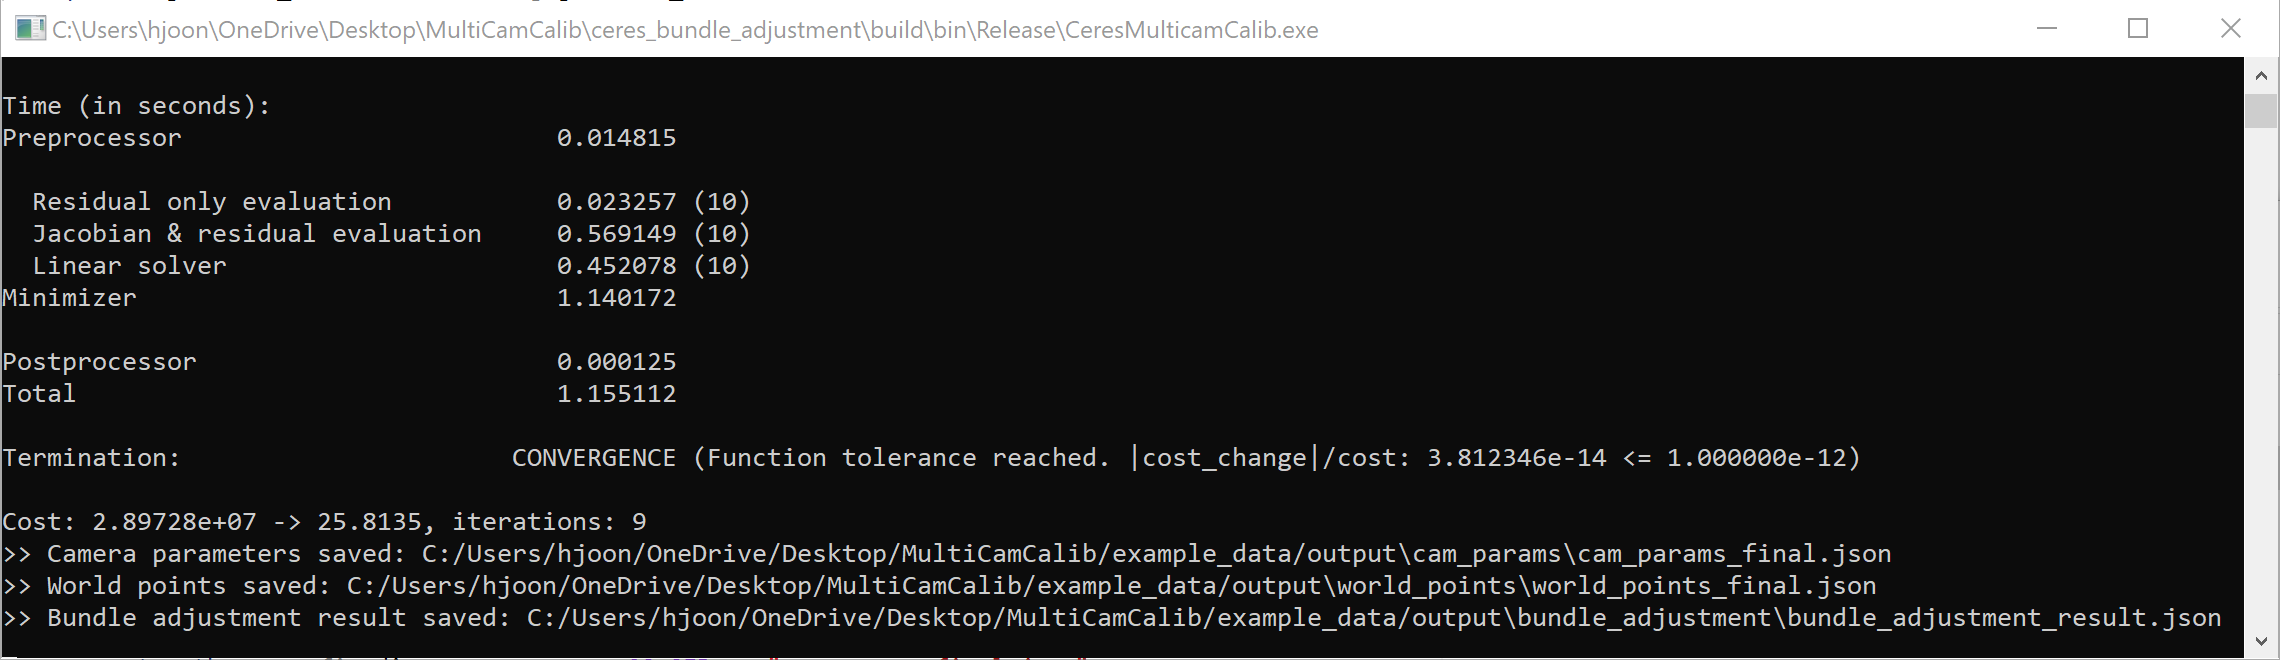 C:\Users\hjoon\OneDrive\Desktop\MultiCamCalib\ceres_bundle_adjustment\build\bin\Release\CeresMulticamCalib.exe
Time (in seconds):
Preprocessor 0.014815
Residual only evaluation 0.023257 (10)
Jacobian & residual evaluation 0.569149 (10)
Linear solver 0.452078 (10)
Minimizer 1.140172
Postprocessor 0.000125
Total 1.155112
Termination: CONVERGENCE (Function tolerance reached. |cost_change|/cost: 3.812346e-14 <= 1.000000e-12)
Cost: 2.89728e+07 -> 25.8135, iterations: 9
>> Camera parameters saved: C:/Users/hjoon/OneDrive/Desktop/MultiCamCalib/example_data/output\cam_params\cam_params_final.json
>> World points saved: C:/Users/hjoon/OneDrive/Desktop/MultiCamCalib/example_data/output\world_points\world_points_final.json
>> Bundle adjustment result saved: C:/Users/hjoon/OneDrive/Desktop/MultiCamCalib/example_data/output\bundle_adjustment\bundle_adjustment_result.json